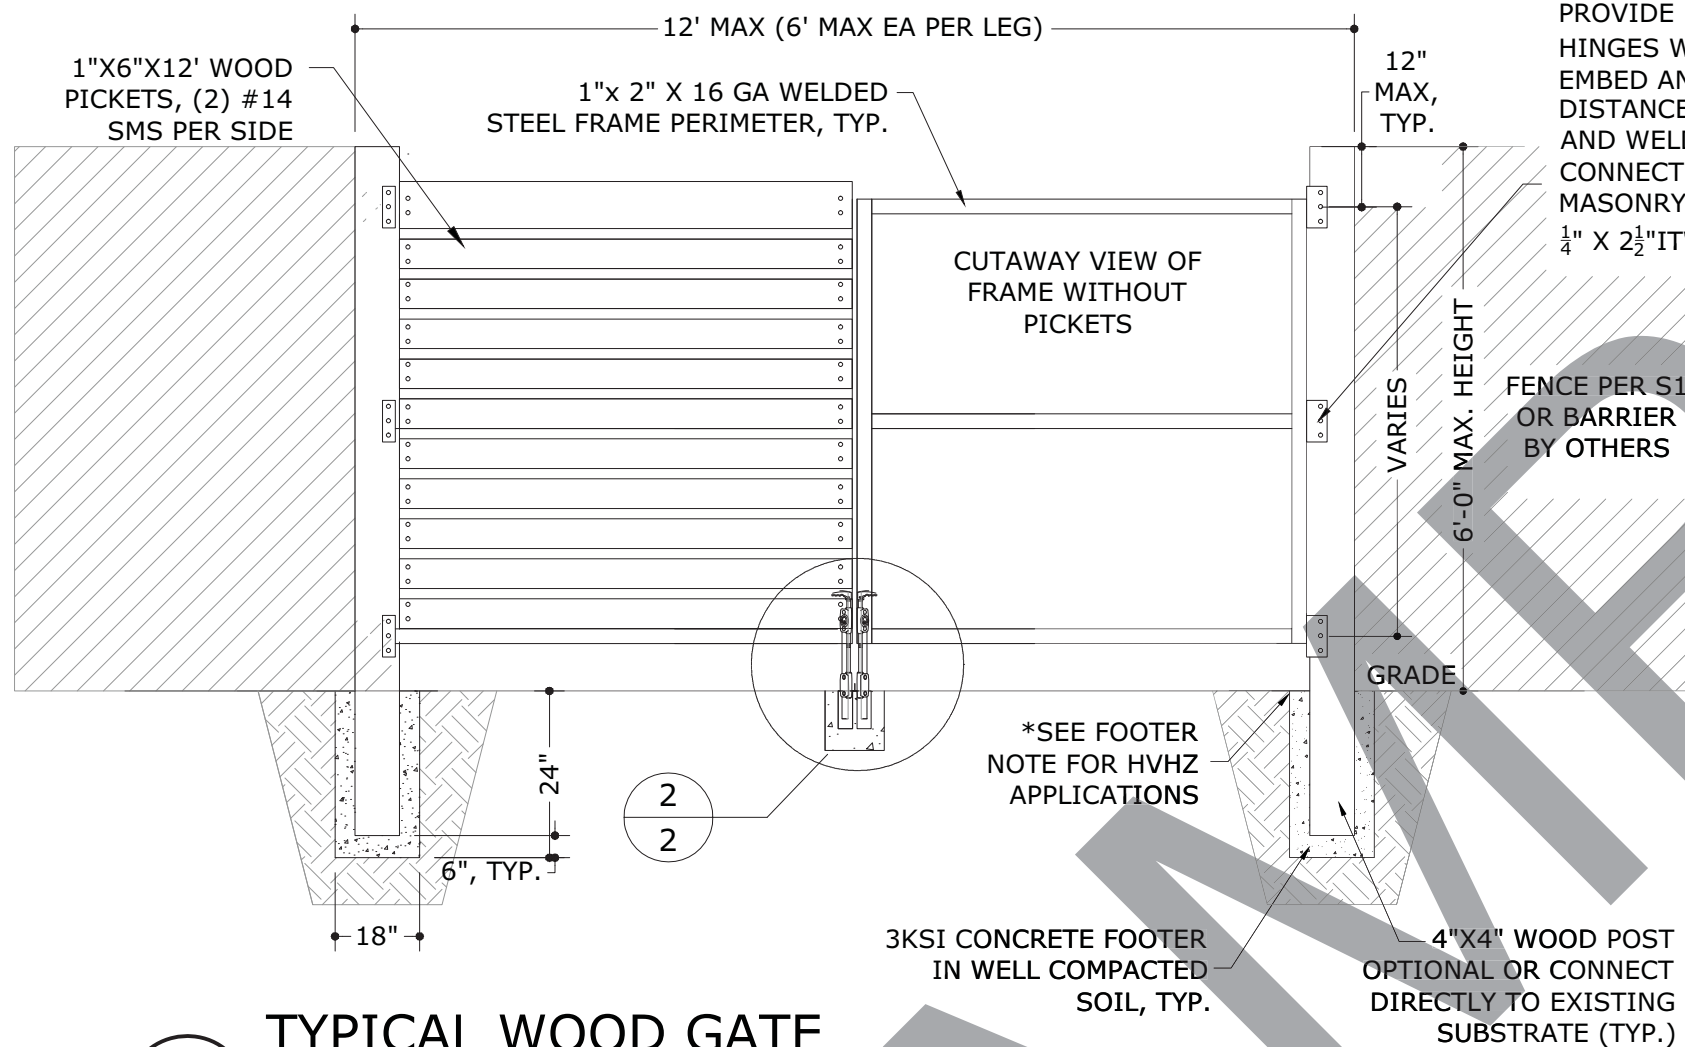 12' MAX (6' MAX EA PER LEG)
1"X6"X12' WOOD
PICKETS, (2) #14
SMS PER SIDE
1"x 2" X 16 GA WELDED
STEEL FRAME PERIMETER, TYP.
12"
MAX,
TYP.
PROVIDE
HINGES W
EMBED AN
DISTANCE
AND WEL
CONNECT
MASONRY
1/4" X 2 1/2"IT
CUTAWAY VIEW OF
FRAME WITHOUT
PICKETS
VARIES
6'-0" MAX. HEIGHT
FENCE PER S1
OR BARRIER
BY OTHERS
GRADE
24"
6", TYP.
18"
2
2
*SEE FOOTER
NOTE FOR HVHZ
APPLICATIONS
3KSI CONCRETE FOOTER
IN WELL COMPACTED
SOIL, TYP.
4"X4" WOOD POST
OPTIONAL OR CONNECT
DIRECTLY TO EXISTING
SUBSTRATE (TYP.)
TYPICAL WOOD GATE